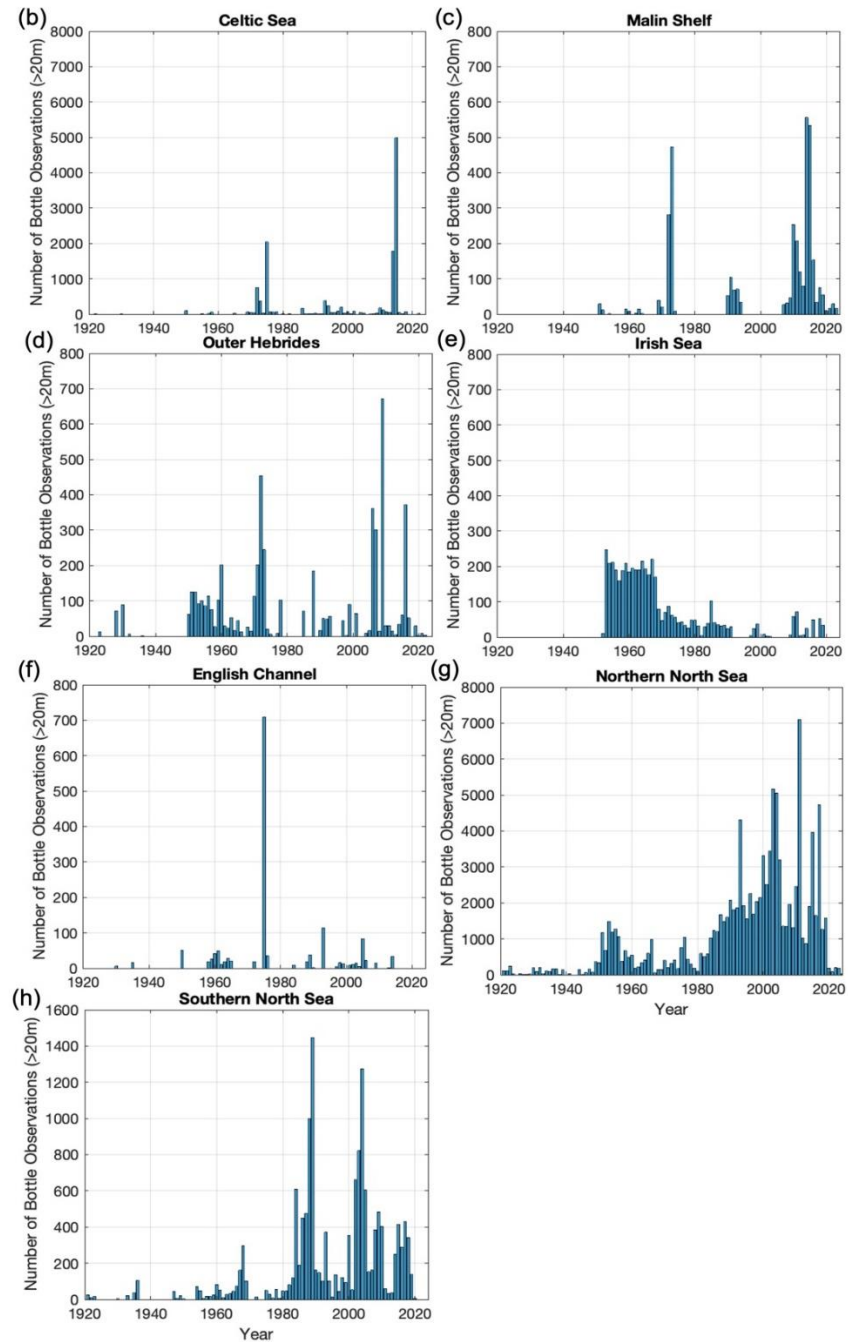 (b)
Celtic Sea
Number of Bottle Observations (>20m)
8000
7000
6000
5000
4000
3000
2000
1000
0
1920 1940 1960 1980 2000 2020
(c)
Malin Shelf
Number of Bottle Observations (>20m)
800
700
600
500
400
300
200
100
0
1920 1940 1960 1980 2000 2020
(d)
Outer Hebrides
Number of Bottle Observations (>20m)
800
700
600
500
400
300
200
100
0
1920 1940 1960 1980 2000 2020
(e)
Irish Sea
Number of Bottle Observations (>20m)
800
700
600
500
400
300
200
100
0
1920 1940 1960 1980 2000 2020
(f)
English Channel
Number of Bottle Observations (>20m)
800
700
600
500
400
300
200
100
0
1920 1940 1960 1980 2000 2020
(g)
Northern North Sea
Number of Bottle Observations (>20m)
8000
7000
6000
5000
4000
3000
2000
1000
0
1920 1940 1960 1980 2000 2020
Year
(h)
Southern North Sea
Number of Bottle Observations (>20m)
1600
1400
1200
1000
800
600
400
200
0
1920 1940 1960 1980 2000 2020
Year